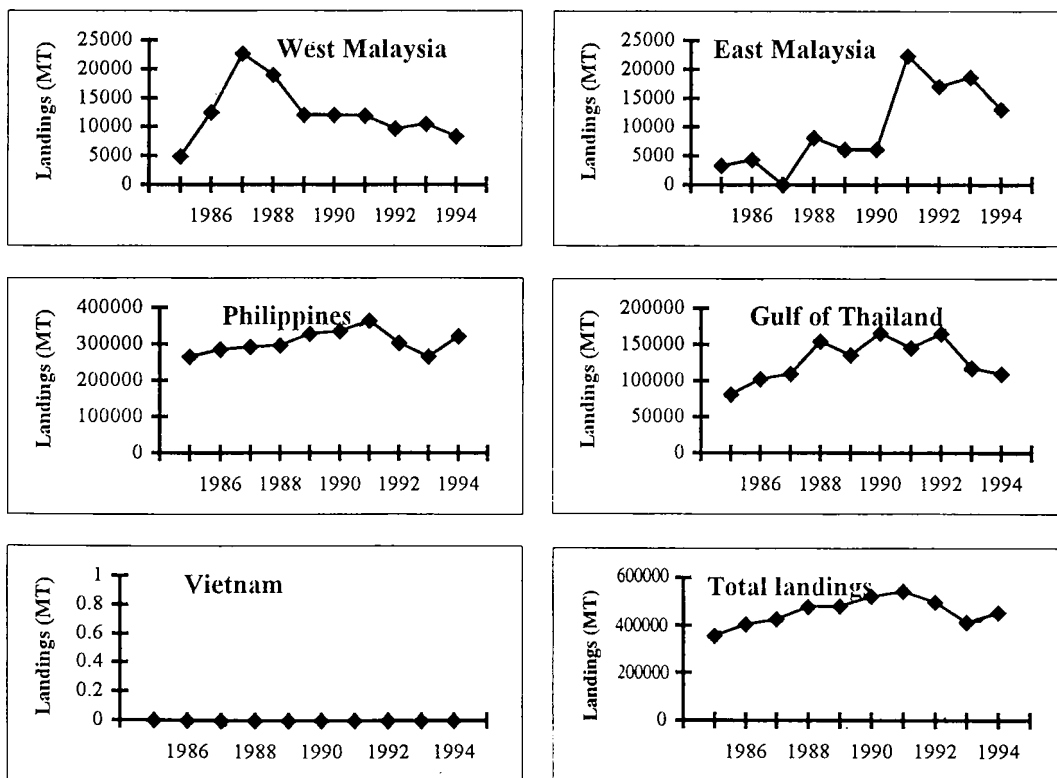 West Malaysia
Landings (MT)
25000
20000
15000
10000
5000
0
1986 1988 1990 1992 1994
East Malaysia
Landings (MT)
25000
20000
15000
10000
5000
0
1986 1988 1990 1992 1994
Philippines
Landings (MT)
400000
300000
200000
100000
0
1986 1988 1990 1992 1994
Gulf of Thailand
Landings (MT)
200000
150000
100000
50000
0
1986 1988 1990 1992 1994
Vietnam
Landings (MT)
1
0.8
0.6
0.4
0.2
0
1986 1988 1990 1992 1994
Total landings
Landings (MT)
600000
400000
200000
0
1986 1988 1990 1992 1994